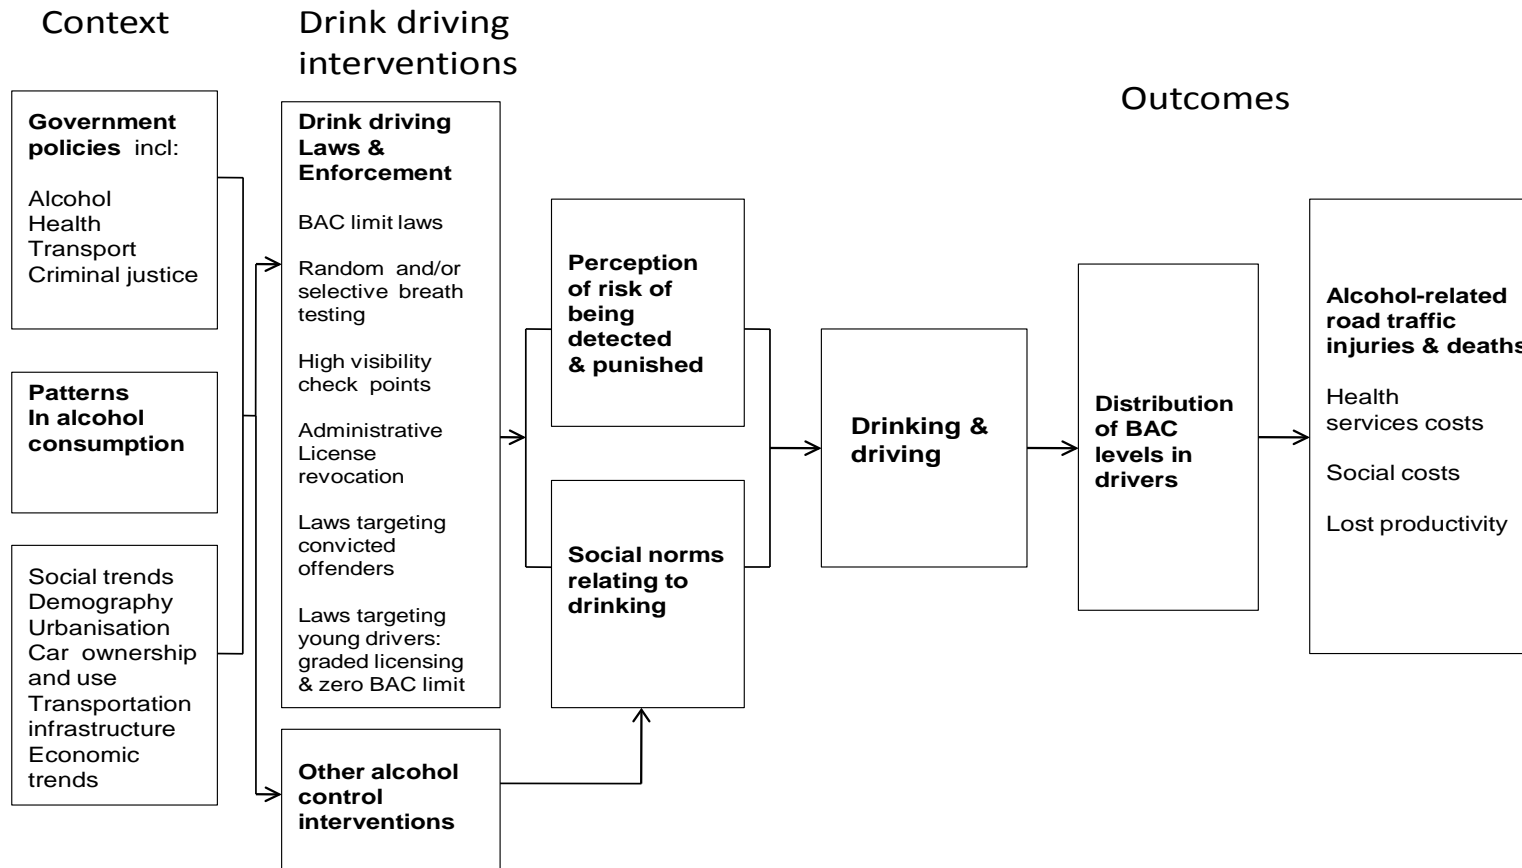 Context
Drink driving
interventions
Outcomes
Government
policies incl:
Alcohol
Health
Transport
Criminal justice
Patterns
In alcohol
consumption
Social trends
Demography
Urbanisation
Car ownership
and use
Transportation
infrastructure
Economic
trends
Drink driving
Laws &
Enforcement
BAC limit laws
Random and/or
selective breath
testing
High visibility
check points
Administrative
License
revocation
Laws targeting
convicted
offenders
Laws targeting
young drivers:
graded licensing
& zero BAC limit
Other alcohol
control
interventions
Perception
of risk of
being
detected
& punished
Social norms
relating to
drinking
Drinking &
driving
Distribution
of BAC
levels in
drivers
Alcohol-related
road traffic
injuries & deaths
Health
services costs
Social costs
Lost productivity